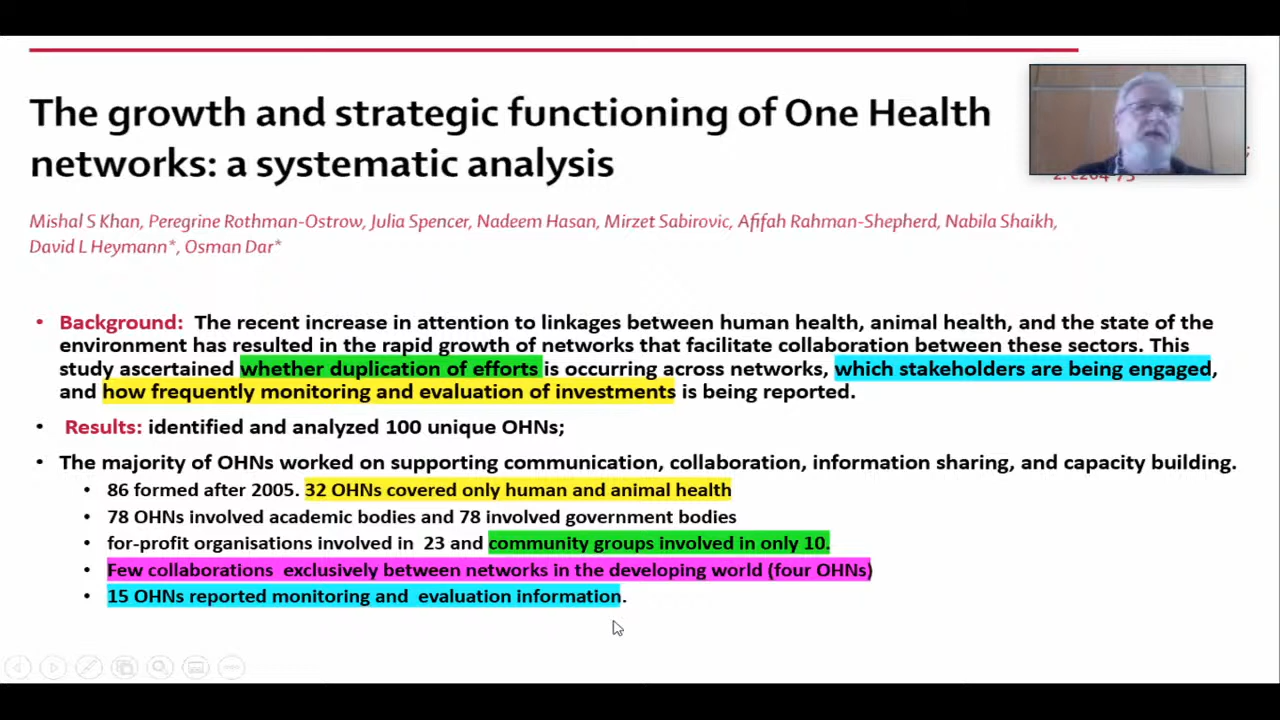 The growth and strategic functioning of One Health
networks: a systematic analysis
Mishal S Khan, Peregrine Rothman-Ostrow, Julia Spencer, Nadeem Hasan, Mirzet Sabirovic, Afifah Rahman-Shepherd, Nabila Shaikh,
David L Heymann*, Osman Dar*
• Background: The recent increase in attention to linkages between human health, animal health, and the state of the
environment has resulted in the rapid growth of networks that facilitate collaboration between these sectors. This
study ascertained whether duplication of efforts is occurring across networks, which stakeholders are being engaged,
and how frequently monitoring and evaluation of investments is being reported.
• Results: identified and analyzed 100 unique OHNs;
• The majority of OHNs worked on supporting communication, collaboration, information sharing, and capacity building.
• 86 formed after 2005. 32 OHNs covered only human and animal health
• 78 OHNs involved academic bodies and 78 involved government bodies
• for-profit organisations involved in 23 and community groups involved in only 10.
• Few collaborations exclusively between networks in the developing world (four OHNs)
• 15 OHNs reported monitoring and evaluation information.